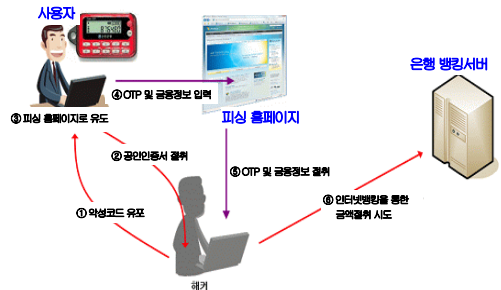 사용자
은행 뱅킹서버
④ OTP 및 금융정보 입력
③ 피싱 홈페이지로 유도
피싱 홈페이지
② 공인인증서 절취
⑤ OTP 및 금융정보 절취
① 악성코드 유포
⑥ 인터넷뱅킹을 통한
금액절취 시도
해커